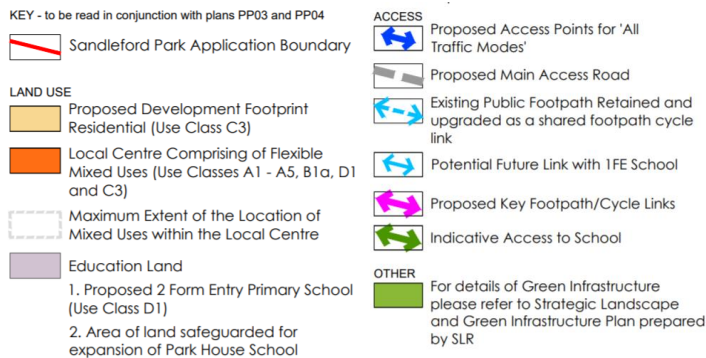 KEY - to be read in conjunction with plans PP03 and PP04
Sandleford Park Application Boundary
LAND USE
Proposed Development Footprint
Residential (Use Class C3)
Local Centre Comprising of Flexible
Mixed Uses (Use Classes A1 - A5, B1a, D1
and C3)
Maximum Extent of the Location of
Mixed Uses within the Local Centre
Education Land
1. Proposed 2 Form Entry Primary School
(Use Class D1)
2. Area of land safeguarded for
expansion of Park House School
ACCESS
Proposed Access Points for 'All
Traffic Modes'
Proposed Main Access Road
Existing Public Footpath Retained and
upgraded as a shared footpath cycle
link
Potential Future Link with 1FE School
Proposed Key Footpath/Cycle Links
Indicative Access to School
OTHER
For details of Green Infrastructure
please refer to Strategic Landscape
and Green Infrastructure Plan prepared
by SLR